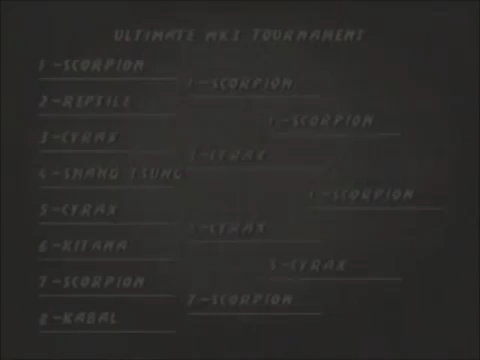 ULTIMATE MK3 TOURNAMENT
1-SCORPION
1-SCORPION
2-REPTILE
1-SCORPION
3-CYRAX
3-CYRAX
4-SHANG TSUNG
1-SCORPION
5-CYRAX
5-CYRAX
6-KITANA
5-CYRAX
7-SCORPION
7-SCORPION
8-KABAL